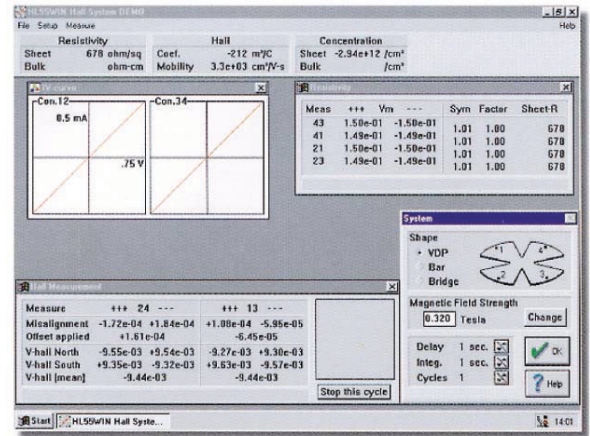 HL55WIN Hall System DEMO
File Setup Measure Help
Resistivity Hall Concentration
Sheet 678 ohm/sq Coef. -212 m²/C Sheet -2.94e+12 /cm²
Bulk ohm-cm Mobility 3.3e+03 cm²/V-s Bulk /cm³
IV-curve
Con.12 Con.34
0.5 mA
.75 V
Resistivity
Meas +++ Vm --- Sym Factor Sheet-R
43 1.50e-01 -1.50e-01
1.01 1.00 678
41 1.49e-01 -1.49e-01
1.01 1.00 678
21 1.50e-01 -1.50e-01
1.01 1.00 678
23 1.49e-01 -1.49e-01
1.01 1.00 678
System
Shape
VDP
Bar
Bridge
1 4
2 3
Magnetic Field Strength
0.320 Tesla Change
Delay 1 sec.
Integ. 1 sec.
Cycles 1
OK
Help
Hall Measurement
Measure +++ 24 --- +++ 13 ---
Misalignment -1.72e-04 +1.84e-04 +1.08e-04 -5.95e-05
Offset applied +1.61e-04 -6.45e-05
V-hall North -9.55e-03 +9.54e-03 -9.27e-03 +9.30e-03
V-hall South +9.35e-03 -9.32e-03 +9.63e-03 -9.57e-03
V-hall [mean] -9.44e-03 -9.44e-03
Stop this cycle
Start HL55WIN Hall Syste... 14:01